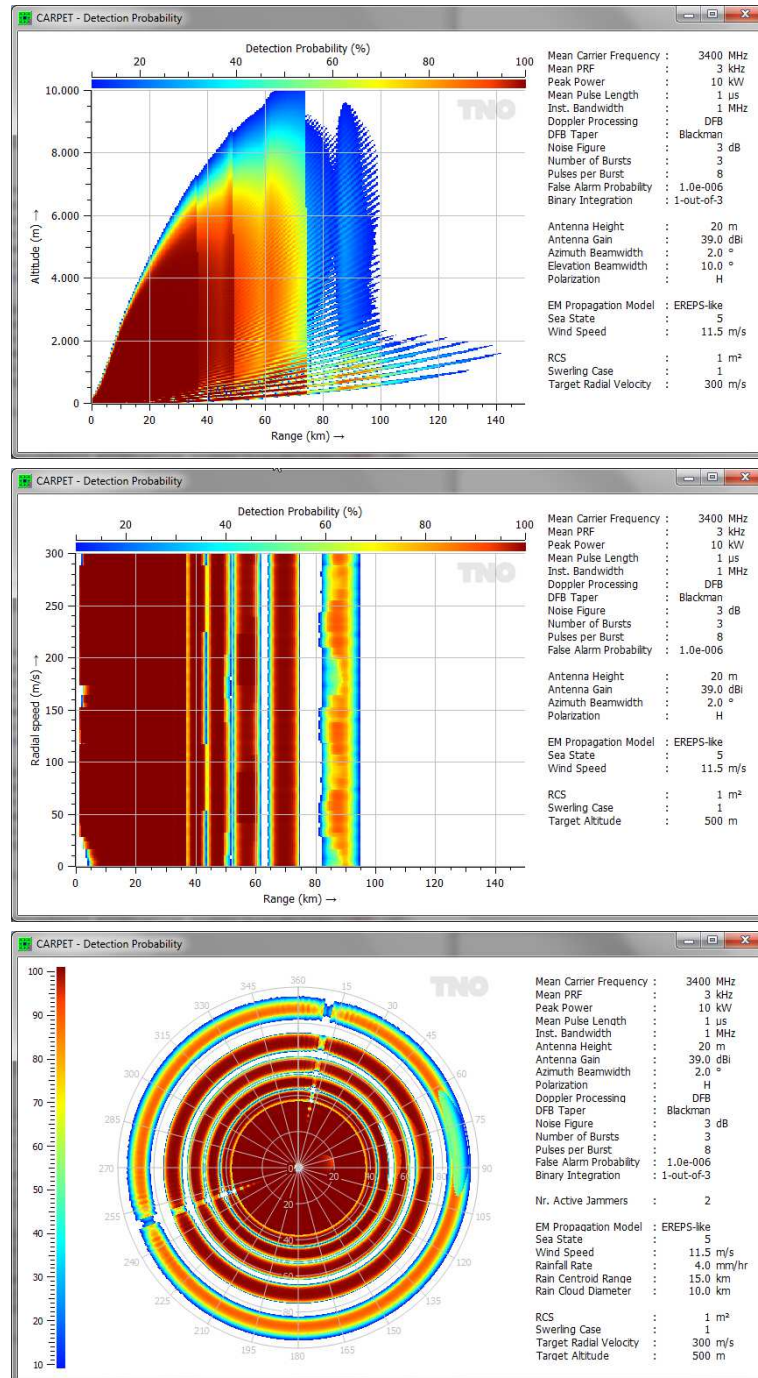 CARPET - Detection Probability
Detection Probability (%)
20 40 60 80 100
TNO
10.000
8.000
6.000
4.000
2.000
0
Altitude (m) →
0 20 40 60 80 100 120 140
Range (km) →
Mean Carrier Frequency : 3400 MHz
Mean PRF : 3 kHz
Peak Power : 10 kW
Mean Pulse Length : 1 µs
Inst. Bandwidth : 1 MHz
Doppler Processing : DFB
DFB Taper : Blackman
Noise Figure : 3 dB
Number of Bursts : 3
Pulses per Burst : 8
False Alarm Probability : 1.0e-006
Binary Integration : 1-out-of-3
Antenna Height : 20 m
Antenna Gain : 39.0 dBi
Azimuth Beamwidth : 2.0 °
Elevation Beamwidth : 10.0 °
Polarization : H
EM Propagation Model : EREPS-like
Sea State : 5
Wind Speed : 11.5 m/s
RCS : 1 m²
Swerling Case : 1
Target Radial Velocity : 300 m/s
CARPET - Detection Probability
Detection Probability (%)
20 40 60 80 100
TNO
300
250
200
150
100
50
0
Radial speed (m/s) →
0 20 40 60 80 100 120 140
Range (km) →
Mean Carrier Frequency : 3400 MHz
Mean PRF : 3 kHz
Peak Power : 10 kW
Mean Pulse Length : 1 µs
Inst. Bandwidth : 1 MHz
Doppler Processing : DFB
DFB Taper : Blackman
Noise Figure : 3 dB
Number of Bursts : 3
Pulses per Burst : 8
False Alarm Probability : 1.0e-006
Antenna Height : 20 m
Antenna Gain : 39.0 dBi
Azimuth Beamwidth : 2.0 °
Polarization : H
EM Propagation Model : EREPS-like
Sea State : 5
Wind Speed : 11.5 m/s
RCS : 1 m²
Swerling Case : 1
Target Altitude : 500 m
CARPET - Detection Probability
100
90
80
70
60
50
40
30
20
10
TNO
360 15 30 45 60 75 90 105 120 135 150 165 180 195 210 225 240 255 270 285 300 315 330 345
0 20 40 60 80
20
40
60
80
Mean Carrier Frequency : 3400 MHz
Mean PRF : 3 kHz
Peak Power : 10 kW
Mean Pulse Length : 1 µs
Inst. Bandwidth : 1 MHz
Antenna Height : 20 m
Antenna Gain : 39.0 dBi
Azimuth Beamwidth : 2.0 °
Polarization : H
Doppler Processing : DFB
DFB Taper : Blackman
Noise Figure : 3 dB
Number of Bursts : 3
Pulses per Burst : 8
False Alarm Probability : 1.0e-006
Binary Integration : 1-out-of-3
Nr. Active Jammers : 2
EM Propagation Model : EREPS-like
Sea State : 5
Wind Speed : 11.5 m/s
Rainfall Rate : 4.0 mm/hr
Rain Centroid Range : 15.0 km
Rain Cloud Diameter : 10.0 km
RCS : 1 m²
Swerling Case : 1
Target Radial Velocity : 300 m/s
Target Altitude : 500 m